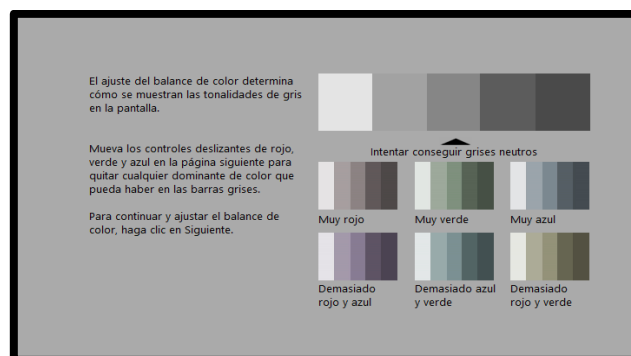 El ajuste del balance de color determina
cómo se muestran las tonalidades de gris
en la pantalla.
Mueva los controles deslizantes de rojo,
verde y azul en la página siguiente para
quitar cualquier dominante de color que
pueda haber en las barras grises.
Para continuar y ajustar el balance de
color, haga clic en Siguiente.
Intentar conseguir grises neutros
Muy rojo
Muy verde
Muy azul
Demasiado
rojo y azul
Demasiado azul
y verde
Demasiado
rojo y verde